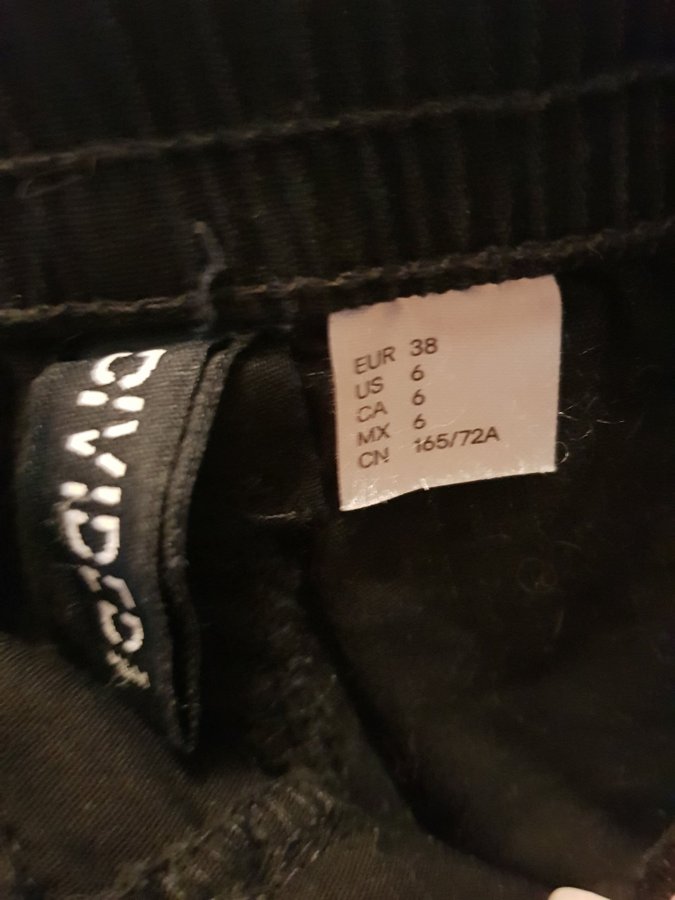 DIVIDED
EUR 38
US 6
CA 6
MX 6
CN 165/72A